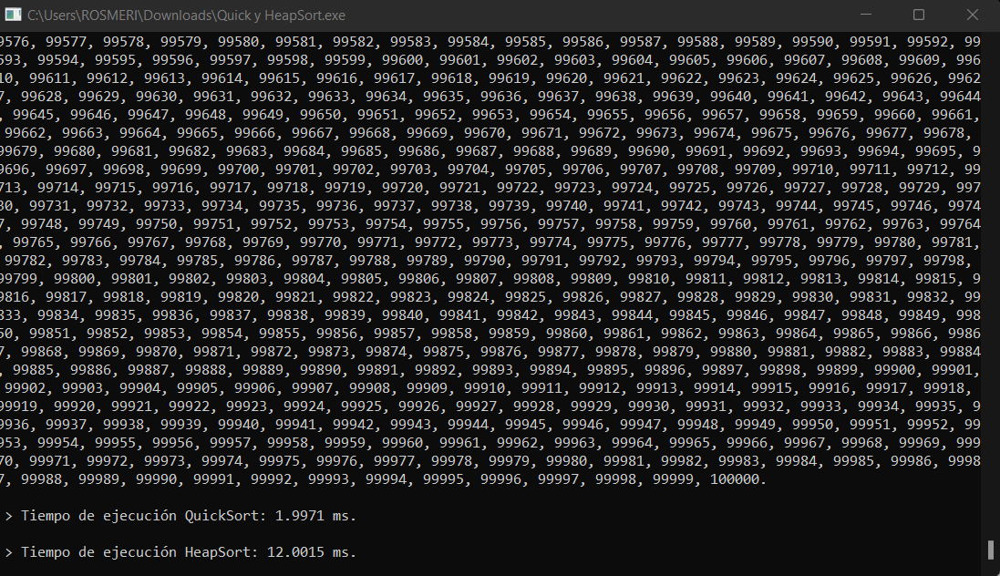 C:\Users\ROSMERI\Downloads\Quick y HeapSort.exe
9576, 99577, 99578, 99579, 99580, 99581, 99582, 99583, 99584, 99585, 99586, 99587, 99588, 99589, 99590, 99591, 99592, 99
593, 99594, 99595, 99596, 99597, 99598, 99599, 99600, 99601, 99602, 99603, 99604, 99605, 99606, 99607, 99608, 99609, 996
10, 99611, 99612, 99613, 99614, 99615, 99616, 99617, 99618, 99619, 99620, 99621, 99622, 99623, 99624, 99625, 99626, 9962
7, 99628, 99629, 99630, 99631, 99632, 99633, 99634, 99635, 99636, 99637, 99638, 99639, 99640, 99641, 99642, 99643, 99644
, 99645, 99646, 99647, 99648, 99649, 99650, 99651, 99652, 99653, 99654, 99655, 99656, 99657, 99658, 99659, 99660, 99661,
99662, 99663, 99664, 99665, 99666, 99667, 99668, 99669, 99670, 99671, 99672, 99673, 99674, 99675, 99676, 99677, 99678,
99679, 99680, 99681, 99682, 99683, 99684, 99685, 99686, 99687, 99688, 99689, 99690, 99691, 99692, 99693, 99694, 99695, 9
9696, 99697, 99698, 99699, 99700, 99701, 99702, 99703, 99704, 99705, 99706, 99707, 99708, 99709, 99710, 99711, 99712, 99
713, 99714, 99715, 99716, 99717, 99718, 99719, 99720, 99721, 99722, 99723, 99724, 99725, 99726, 99727, 99728, 99729, 997
30, 99731, 99732, 99733, 99734, 99735, 99736, 99737, 99738, 99739, 99740, 99741, 99742, 99743, 99744, 99745, 99746, 9974
7, 99748, 99749, 99750, 99751, 99752, 99753, 99754, 99755, 99756, 99757, 99758, 99759, 99760, 99761, 99762, 99763, 99764
, 99765, 99766, 99767, 99768, 99769, 99770, 99771, 99772, 99773, 99774, 99775, 99776, 99777, 99778, 99779, 99780, 99781,
99782, 99783, 99784, 99785, 99786, 99787, 99788, 99789, 99790, 99791, 99792, 99793, 99794, 99795, 99796, 99797, 99798,
99799, 99800, 99801, 99802, 99803, 99804, 99805, 99806, 99807, 99808, 99809, 99810, 99811, 99812, 99813, 99814, 99815, 9
9816, 99817, 99818, 99819, 99820, 99821, 99822, 99823, 99824, 99825, 99826, 99827, 99828, 99829, 99830, 99831, 99832, 99
833, 99834, 99835, 99836, 99837, 99838, 99839, 99840, 99841, 99842, 99843, 99844, 99845, 99846, 99847, 99848, 99849, 998
50, 99851, 99852, 99853, 99854, 99855, 99856, 99857, 99858, 99859, 99860, 99861, 99862, 99863, 99864, 99865, 99866, 9986
7, 99868, 99869, 99870, 99871, 99872, 99873, 99874, 99875, 99876, 99877, 99878, 99879, 99880, 99881, 99882, 99883, 99884
, 99885, 99886, 99887, 99888, 99889, 99890, 99891, 99892, 99893, 99894, 99895, 99896, 99897, 99898, 99899, 99900, 99901,
99902, 99903, 99904, 99905, 99906, 99907, 99908, 99909, 99910, 99911, 99912, 99913, 99914, 99915, 99916, 99917, 99918,
99919, 99920, 99921, 99922, 99923, 99924, 99925, 99926, 99927, 99928, 99929, 99930, 99931, 99932, 99933, 99934, 99935, 9
9936, 99937, 99938, 99939, 99940, 99941, 99942, 99943, 99944, 99945, 99946, 99947, 99948, 99949, 99950, 99951, 99952, 99
953, 99954, 99955, 99956, 99957, 99958, 99959, 99960, 99961, 99962, 99963, 99964, 99965, 99966, 99967, 99968, 99969, 999
70, 99971, 99972, 99973, 99974, 99975, 99976, 99977, 99978, 99979, 99980, 99981, 99982, 99983, 99984, 99985, 99986, 9998
7, 99988, 99989, 99990, 99991, 99992, 99993, 99994, 99995, 99996, 99997, 99998, 99999, 100000.
> Tiempo de ejecución QuickSort: 1.9971 ms.
> Tiempo de ejecución HeapSort: 12.0015 ms.